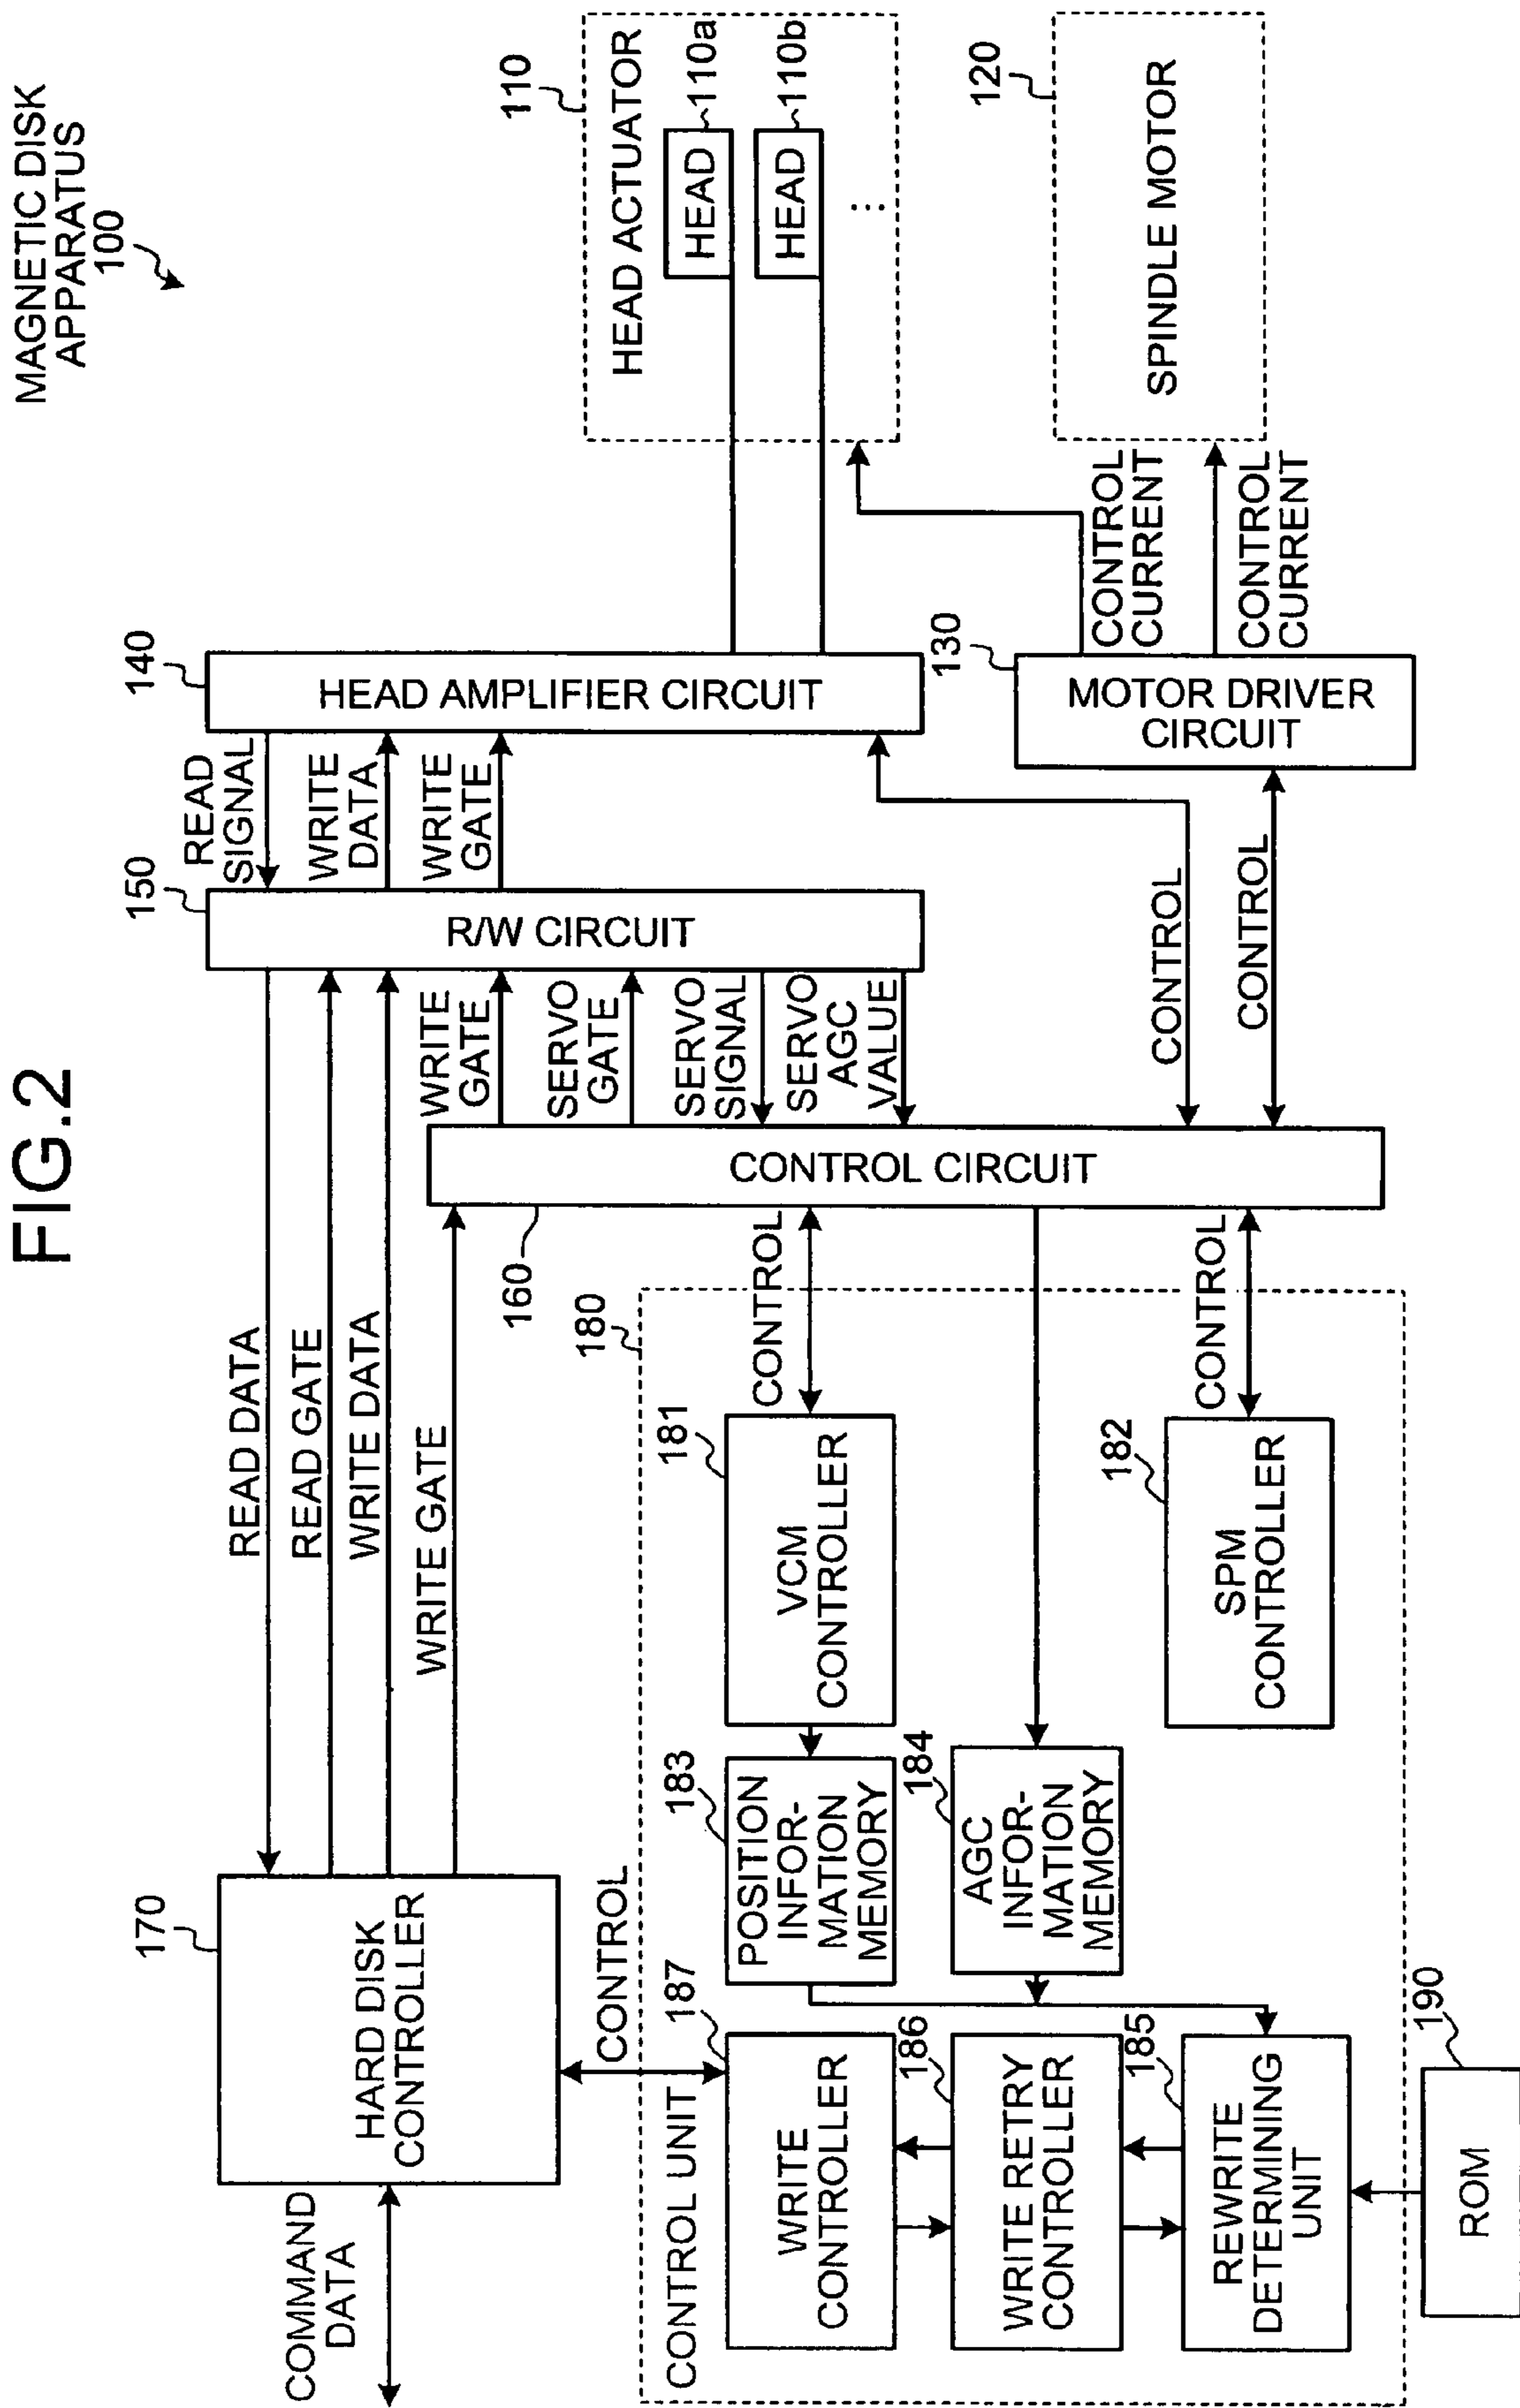 FIG.2
MAGNETIC DISK
APPARATUS
100
COMMAND
DATA
170
HARD DISK
CONTROLLER
READ DATA
READ GATE
WRITE DATA
WRITE GATE
150
R/W CIRCUIT
READ
SIGNAL
WRITE
DATA
WRITE
GATE
140
HEAD AMPLIFIER CIRCUIT
110
HEAD ACTUATOR
HEAD
110a
HEAD
110b
...
WRITE
GATE
SERVO
GATE
SERVO
SIGNAL
SERVO
AGC
VALUE
160
CONTROL CIRCUIT
CONTROL
CONTROL
130
MOTOR DRIVER
CIRCUIT
CONTROL
CURRENT
CONTROL
CURRENT
120
SPINDLE MOTOR
CONTROL
180
CONTROL UNIT
187
WRITE
CONTROLLER
186
WRITE RETRY
CONTROLLER
185
REWRITE
DETERMINING
UNIT
183
POSITION
INFOR-
MATION
MEMORY
184
AGC
INFOR-
MATION
MEMORY
181
VCM
CONTROLLER
CONTROL
182
SPM
CONTROLLER
CONTROL
190
ROM